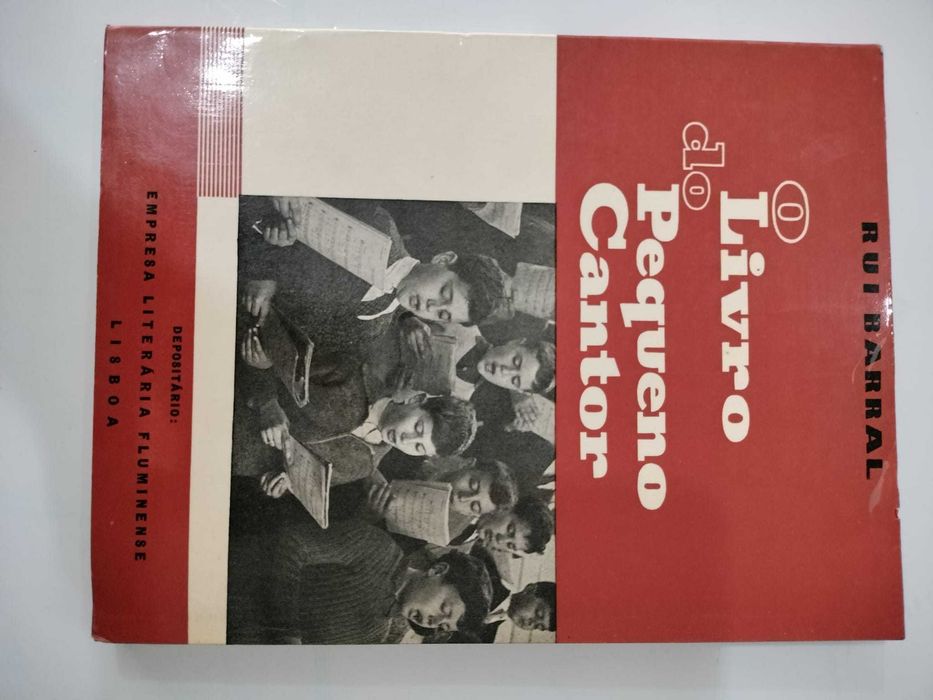 RUI BARRAL
O
Livro
do
Pequeno
Cantor
DEPOSITÁRIO:
EMPRESA LITERÁRIA FLUMINENSE
LISBOA